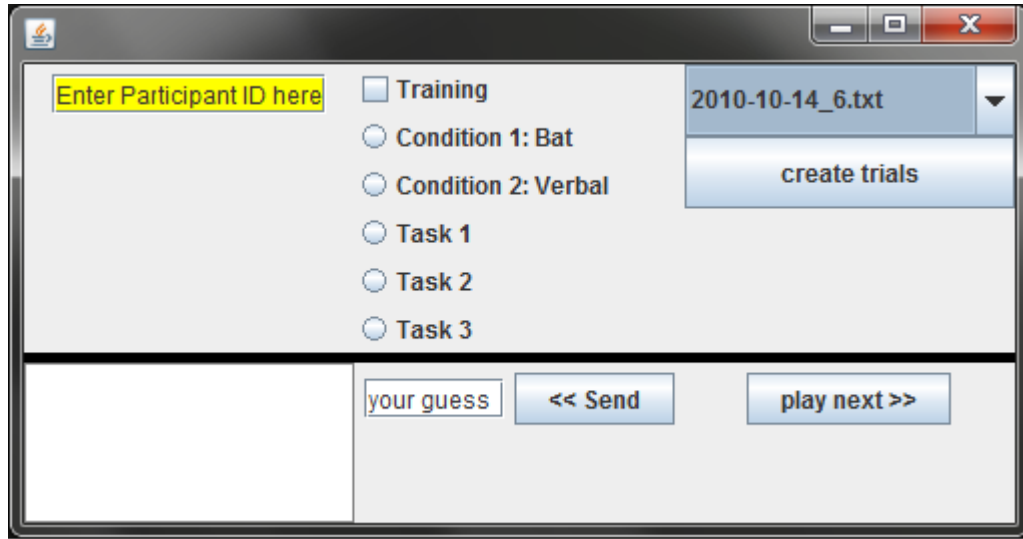 Enter Participant ID here
Training
Condition 1: Bat
Condition 2: Verbal
Task 1
Task 2
Task 3
2010-10-14_6.txt
create trials
your guess
<< Send
play next >>